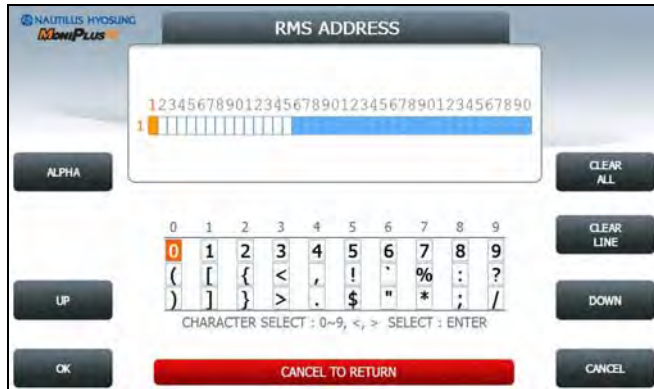 NAUTILUS HYOSUNG
MoniPlus
RMS ADDRESS
1234567890123456789012345678901234567890
1
ALPHA
CLEAR ALL
0 1 2 3 4 5 6 7 8 9
CLEAR LINE
0 1 2 3 4 5 6 7 8 9
( [ { < , ! ` % : ?
) ] } > . $ " * ; /
UP
DOWN
CHARACTER SELECT : 0~9, <, > SELECT : ENTER
OK
CANCEL TO RETURN
CANCEL